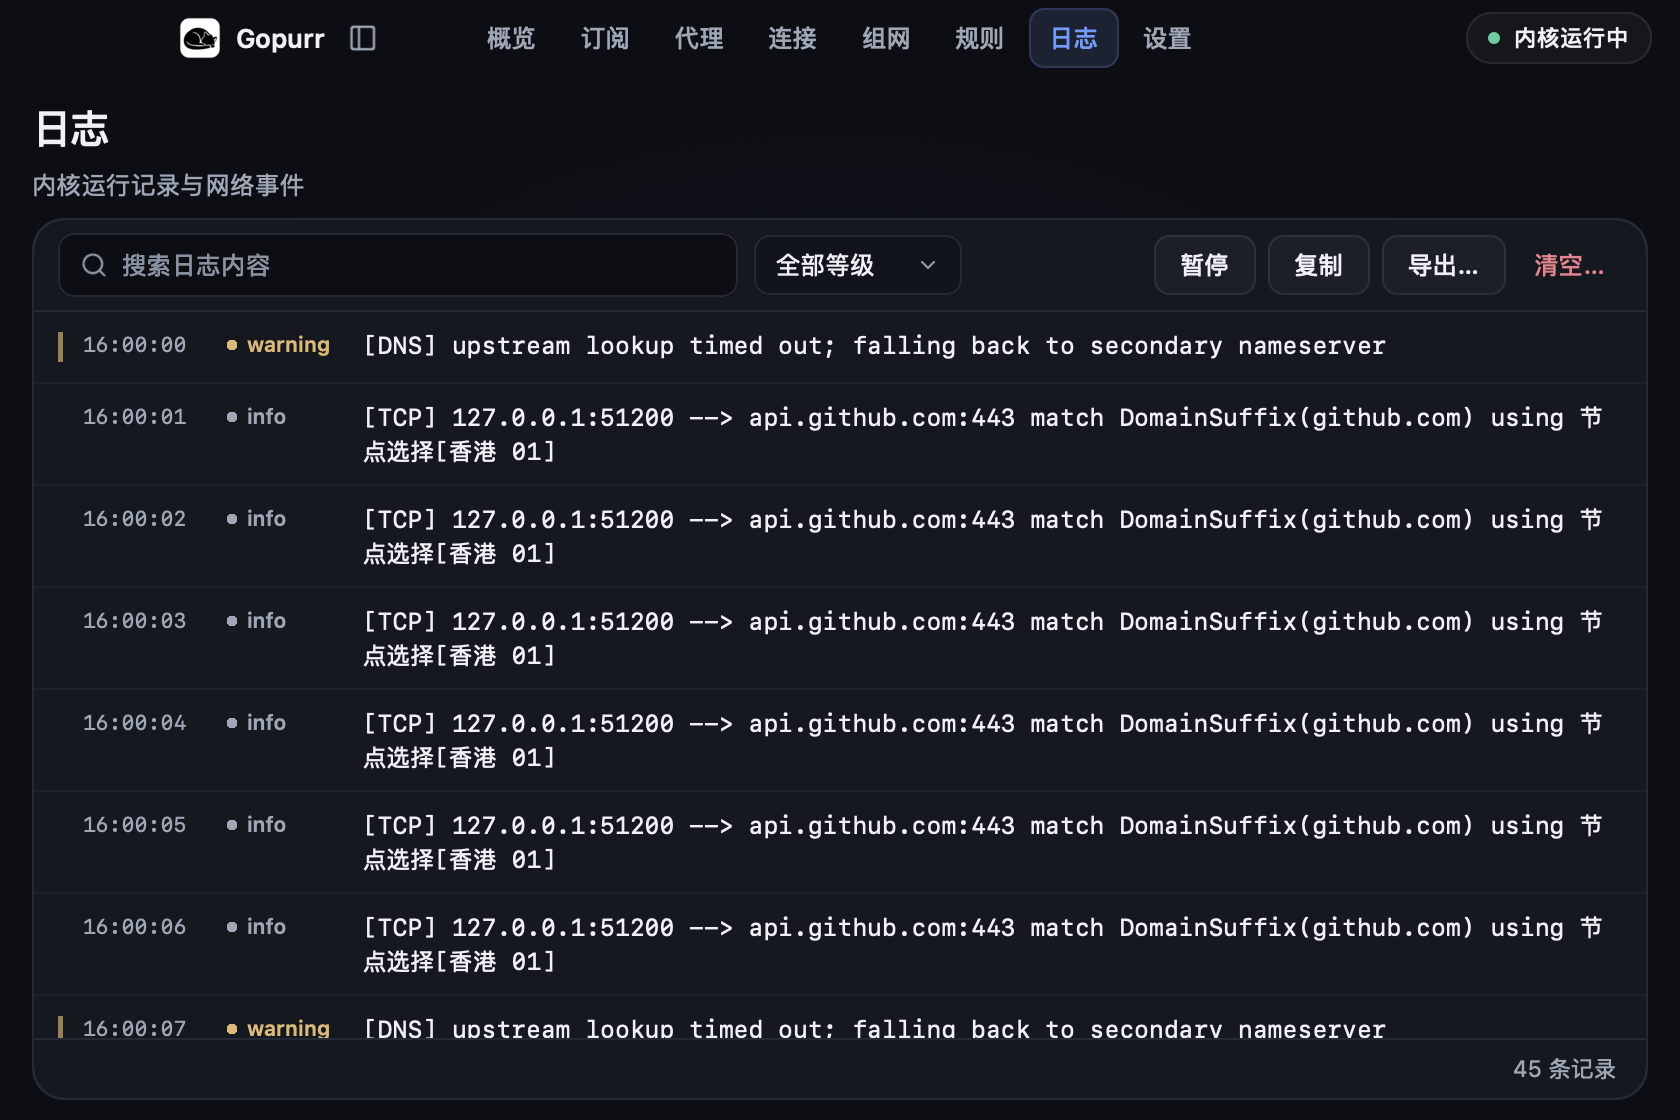 Gopurr
概览 订阅 代理 连接 组网 规则 日志 设置
内核运行中
日志
内核运行记录与网络事件
搜索日志内容
全部等级
暂停 复制 导出... 清空...
16:00:00 warning [DNS] upstream lookup timed out; falling back to secondary nameserver
16:00:01 info [TCP] 127.0.0.1:51200 --> api.github.com:443 match DomainSuffix(github.com) using 节
点选择[香港 01]
16:00:02 info [TCP] 127.0.0.1:51200 --> api.github.com:443 match DomainSuffix(github.com) using 节
点选择[香港 01]
16:00:03 info [TCP] 127.0.0.1:51200 --> api.github.com:443 match DomainSuffix(github.com) using 节
点选择[香港 01]
16:00:04 info [TCP] 127.0.0.1:51200 --> api.github.com:443 match DomainSuffix(github.com) using 节
点选择[香港 01]
16:00:05 info [TCP] 127.0.0.1:51200 --> api.github.com:443 match DomainSuffix(github.com) using 节
点选择[香港 01]
16:00:06 info [TCP] 127.0.0.1:51200 --> api.github.com:443 match DomainSuffix(github.com) using 节
点选择[香港 01]
16:00:07 warning [DNS] upstream lookup timed out; falling back to secondary nameserver
45 条记录